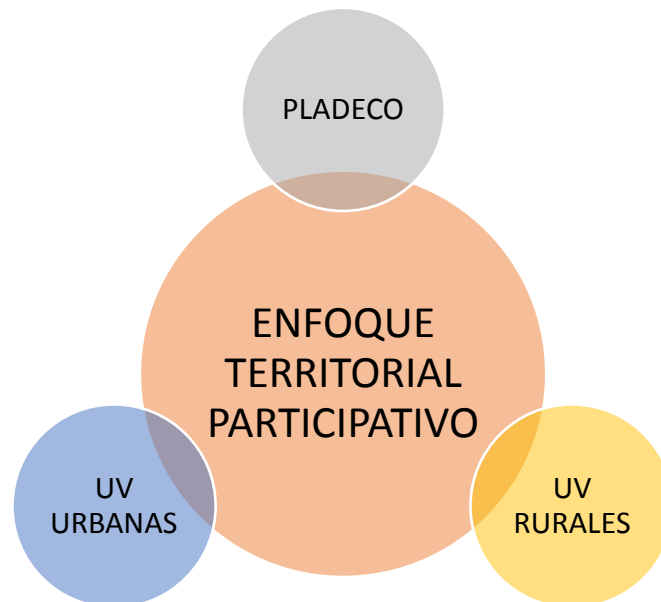 PLADECO
ENFOQUE
TERRITORIAL
PARTICIPATIVO
UV
URBANAS
UV
RURALES